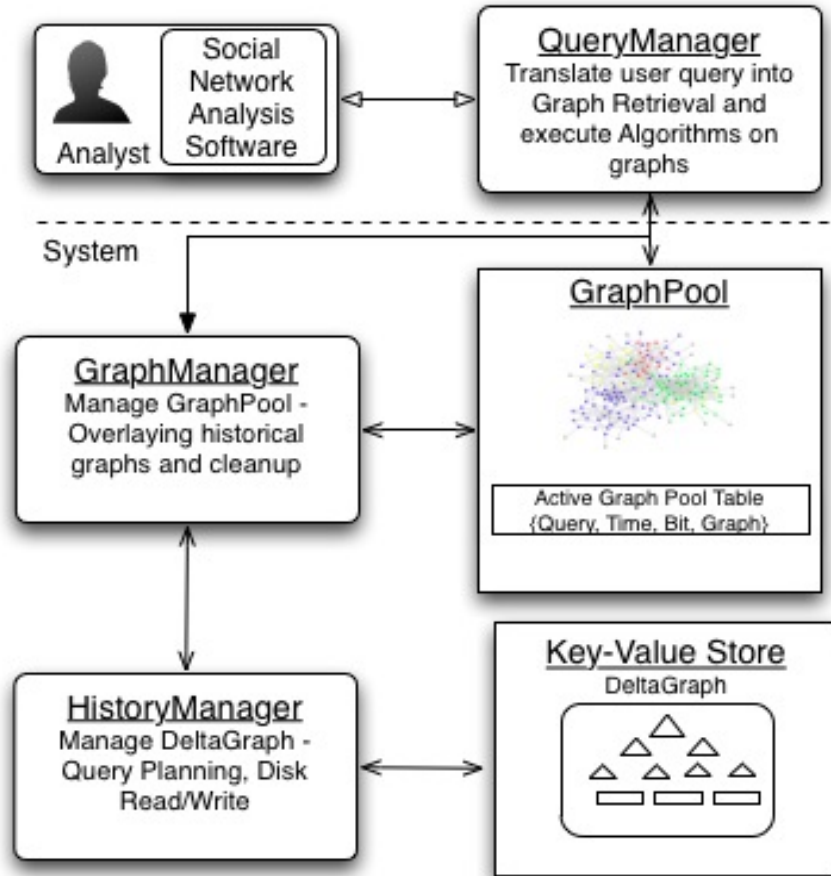 Social
Network
Analysis
Software
Analyst
QueryManager
Translate user query into
Graph Retrieval and
execute Algorithms on
graphs
System
GraphPool
Active Graph Pool Table
{Query, Time, Bit, Graph}
GraphManager
Manage GraphPool -
Overlaying historical
graphs and cleanup
HistoryManager
Manage DeltaGraph -
Query Planning, Disk
Read/Write
Key-Value Store
DeltaGraph